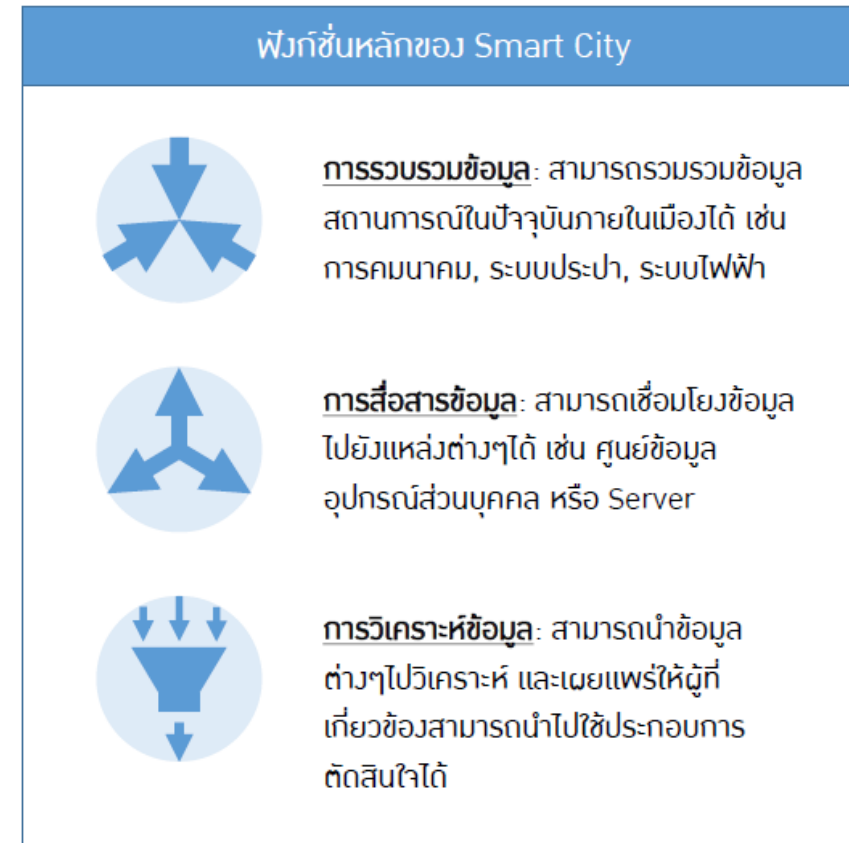 ฟังก์ชั่นหลักของ Smart City
การรวบรวมข้อมูล: สามารถรวมรวมข้อมูล
สถานการณ์ในปัจจุบันภายในเมืองได้ เช่น
การคมนาคม, ระบบประปา, ระบบไฟฟ้า
การสื่อสารข้อมูล: สามารถเชื่อมโยงข้อมูล
ไปยังแหล่งต่างๆได้ เช่น ศูนย์ข้อมูล
อุปกรณ์ส่วนบุคคล หรือ Server
การวิเคราะห์ข้อมูล: สามารถนำข้อมูล
ต่างๆไปวิเคราะห์ และเผยแพร่ให้ผู้ที่
เกี่ยวข้องสามารถนำไปใช้ประกอบการ
ตัดสินใจได้